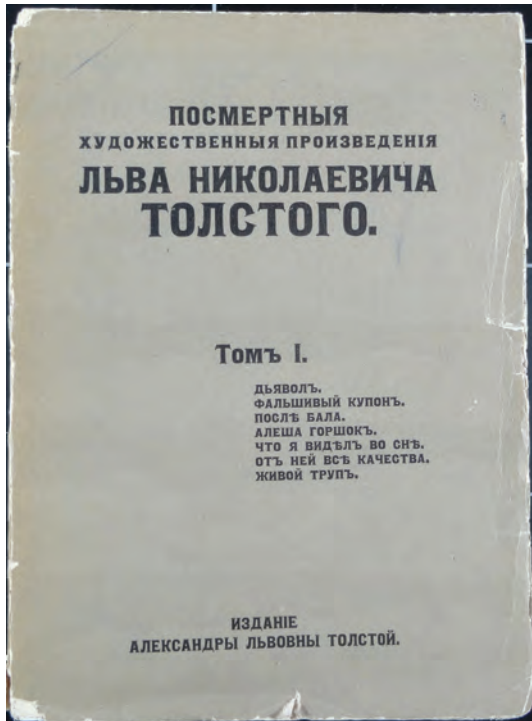 ПОСМЕРТНЫЯ
ХУДОЖЕСТВЕННЫЯ ПРОИЗВЕДЕНІЯ
ЛЬВА НИКОЛАЕВИЧА
ТОЛСТОГО.
Томъ I.
ДЬЯВОЛЪ.
ФАЛЬШИВЫЙ КУПОНЪ.
ПОСЛѢ БАЛА.
АЛЕША ГОРШОКЪ.
ЧТО Я ВИДѢЛЪ ВО СНѢ.
ОТЪ НЕЙ ВСѢ КАЧЕСТВА.
ЖИВОЙ ТРУПЪ.
ИЗДАНІЕ
АЛЕКСАНДРЫ ЛЬВОВНЫ ТОЛСТОЙ.